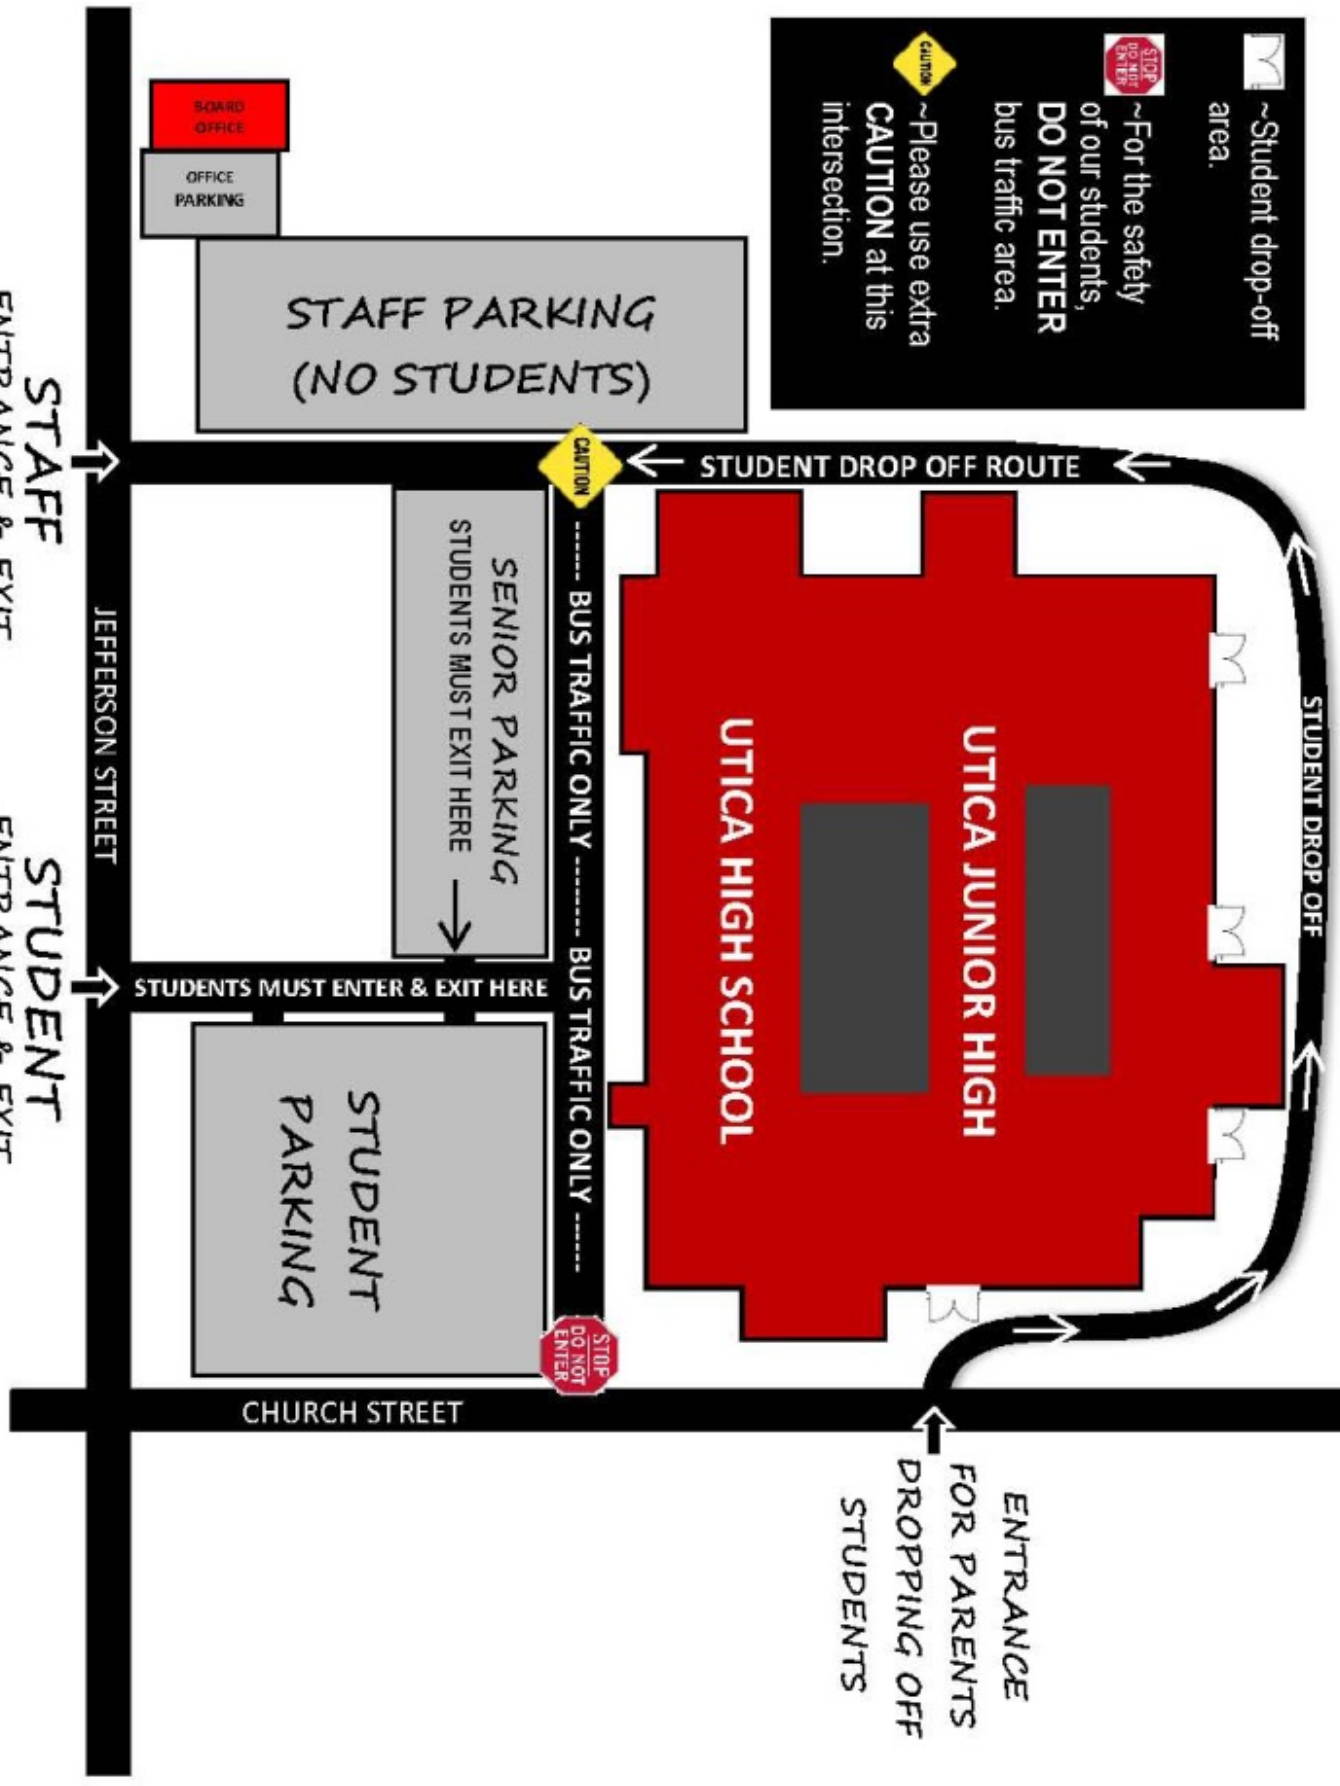 ~Student drop-off
area.
STOP
DO NOT
ENTER
~For the safety
of our students,
DO NOT ENTER
bus traffic area.
CAUTION
~Please use extra
CAUTION at this
intersection.
BOARD
OFFICE
OFFICE
PARKING
STAFF PARKING
(NO STUDENTS)
STUDENT DROP OFF ROUTE
CAUTION
STUDENT DROP OFF
UTICA JUNIOR HIGH
UTICA HIGH SCHOOL
------ BUS TRAFFIC ONLY ------- BUS TRAFFIC ONLY ------
SENIOR PARKING
STUDENTS MUST EXIT HERE
STUDENTS MUST ENTER & EXIT HERE
STUDENT
PARKING
STOP
DO NOT
ENTER
JEFFERSON STREET
CHURCH STREET
STAFF
ENTRANCE & EXIT
STUDENT
ENTRANCE & EXIT
ENTRANCE
FOR PARENTS
DROPPING OFF
STUDENTS